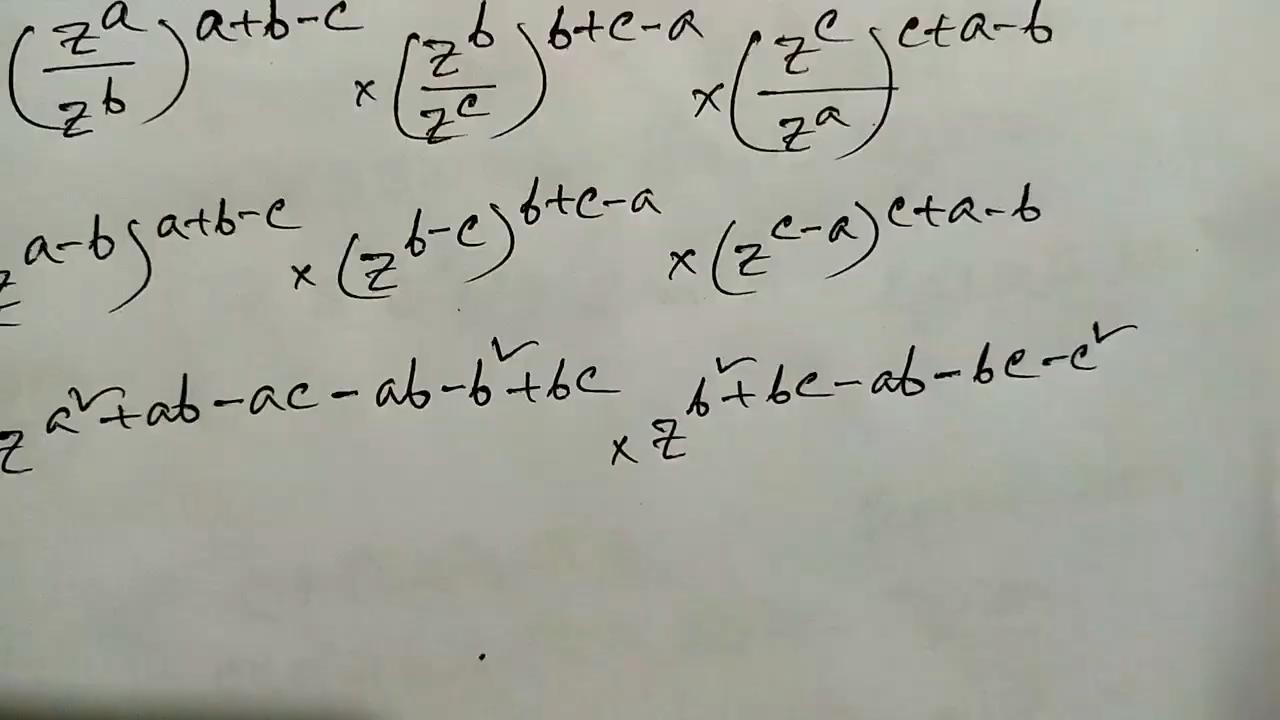 (z^a/z^b)^a+b-c × (z^b/z^c)^b+c-a × (z^c/z^a)^c+a-b
z^a-b)^a+b-c × (z^b-c)^b+c-a × (z^c-a)^c+a-b
z^a²+ab-ac-ab-b²+bc × z^b²+bc-ab-bc-c²